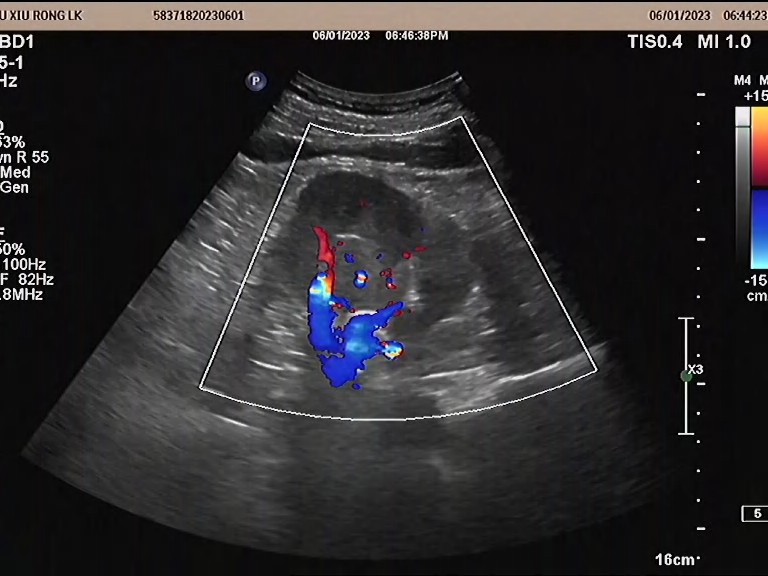 U XIU RONG LK 58371820230601 06/01/2023 06:44:23
BD1 06/01/2023 06:46:38PM TIS0.4 MI 1.0
5-1
Hz
P
M4 M
+15
53%
yn R 55
Med
Gen
F
50%
100Hz
F 82Hz
.8MHz
-15
cm
X3
5
16cm